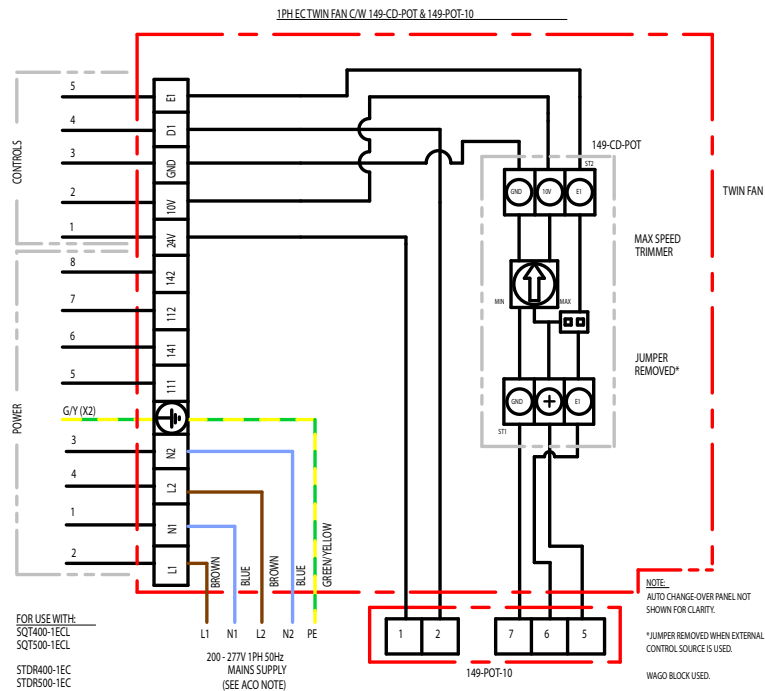 1PH EC TWIN FAN C/W 149-CD-POT & 149-POT-10
CONTROLS
5
4
3
2
1
POWER
8
7
6
5
G/Y (X2)
3
4
1
2
E1
D1
GND
10V
24V
142
112
141
111
N2
L2
N1
L1
149-CD-POT
ST2
GND
10V
E1
MAX SPEED
TRIMMER
MIN
MAX
JUMPER
REMOVED*
GND
+
E1
ST1
TWIN FAN
BROWN
BLUE
BROWN
BLUE
GREEN/YELLOW
L1 N1 L2 N2 PE
200 - 277V 1PH 50Hz
MAINS SUPPLY
(SEE ACO NOTE)
1 2 7 6 5
149-POT-10
FOR USE WITH:
SQT400-1ECL
SQT500-1ECL
STDR400-1EC
STDR500-1EC
NOTE:
AUTO CHANGE-OVER PANEL NOT
SHOWN FOR CLARITY.
*JUMPER REMOVED WHEN EXTERNAL
CONTROL SOURCE IS USED.
WAGO BLOCK USED.